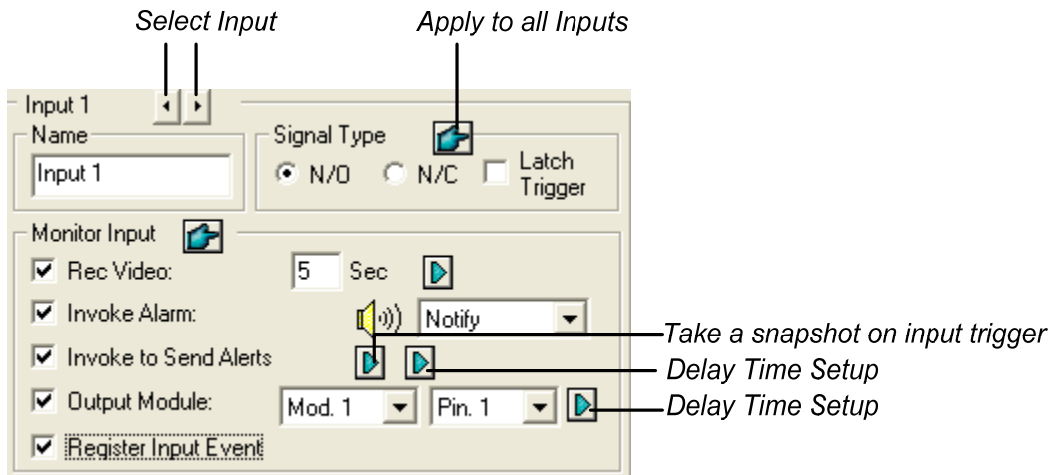 Select Input
Apply to all Inputs
Input 1
Name
Input 1
Signal Type
N/O
N/C
Latch
Trigger
Monitor Input
Rec Video:
5
Sec
Invoke Alarm:
Notify
Take a snapshot on input trigger
Invoke to Send Alerts
Delay Time Setup
Output Module:
Mod. 1
Pin. 1
Delay Time Setup
Register Input Event